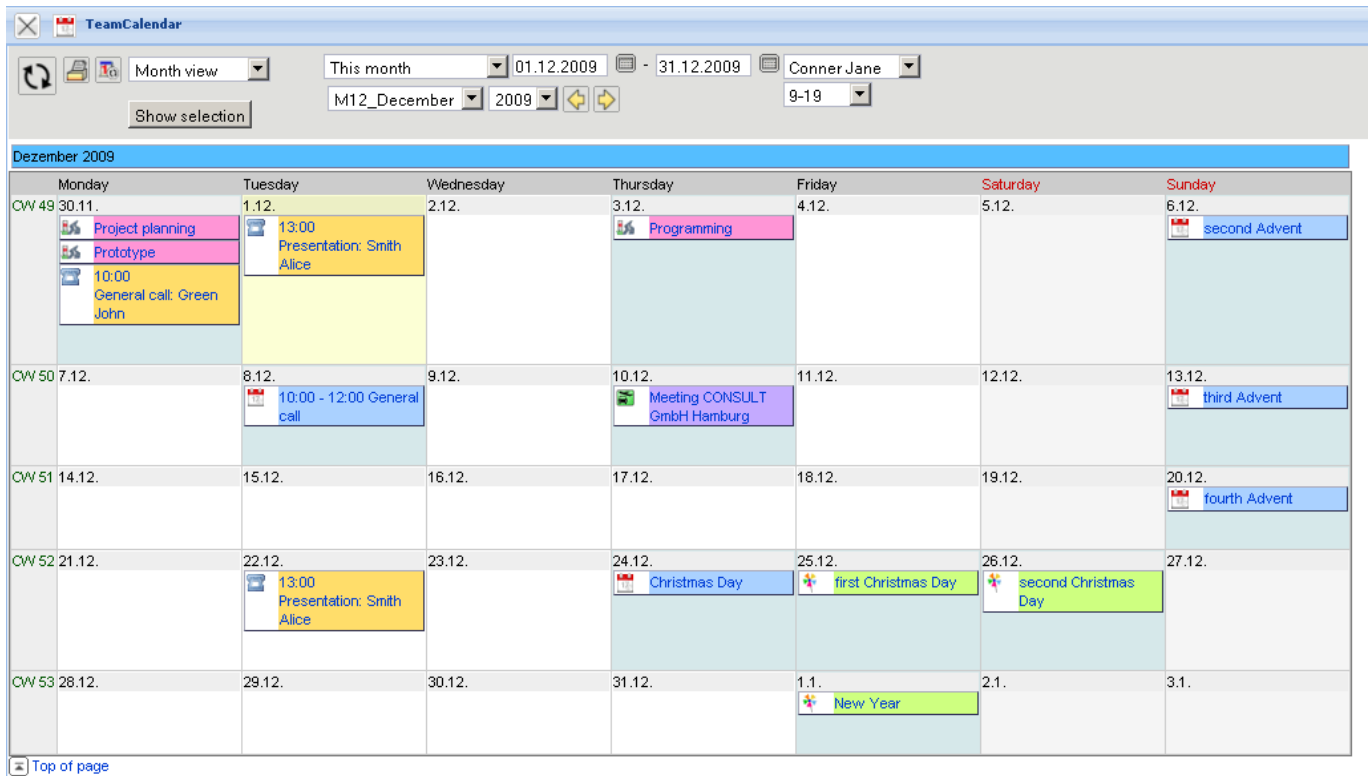 TeamCalendar
Month view
This month
01.12.2009 - 31.12.2009
Conner Jane
M12_December
2009
9-19
Show selection
Dezember 2009
Monday Tuesday Wednesday Thursday Friday Saturday Sunday
CW 49 30.11. 1.12. 2.12. 3.12. 4.12. 5.12. 6.12.
Project planning
Prototype
10:00
General call: Green
John
13:00
Presentation: Smith
Alice
Programming
second Advent
CW 50 7.12. 8.12. 9.12. 10.12. 11.12. 12.12. 13.12.
10:00 - 12:00 General
call
Meeting CONSULT
GmbH Hamburg
third Advent
CW 51 14.12. 15.12. 16.12. 17.12. 18.12. 19.12. 20.12.
fourth Advent
CW 52 21.12. 22.12. 23.12. 24.12. 25.12. 26.12. 27.12.
13:00
Presentation: Smith
Alice
Christmas Day
first Christmas Day
second Christmas
Day
CW 53 28.12. 29.12. 30.12. 31.12. 1.1. 2.1. 3.1.
New Year
Top of page